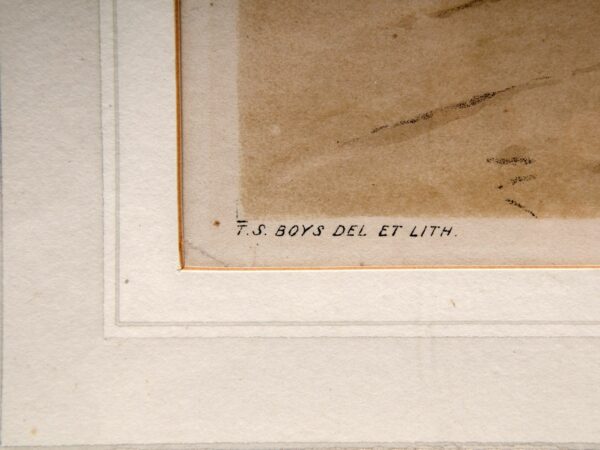 T.S. BOYS DEL ET LITH.